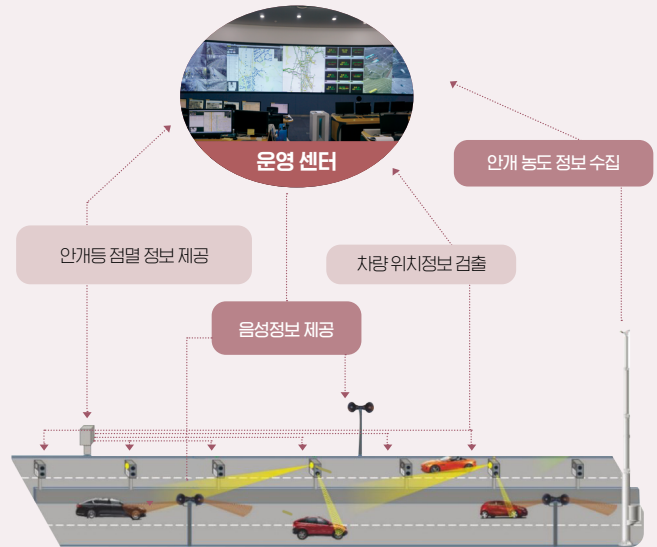 운영 센터
안개 농도 정보 수집
안개등 점멸 정보 제공
차량 위치정보 검출
음성정보 제공